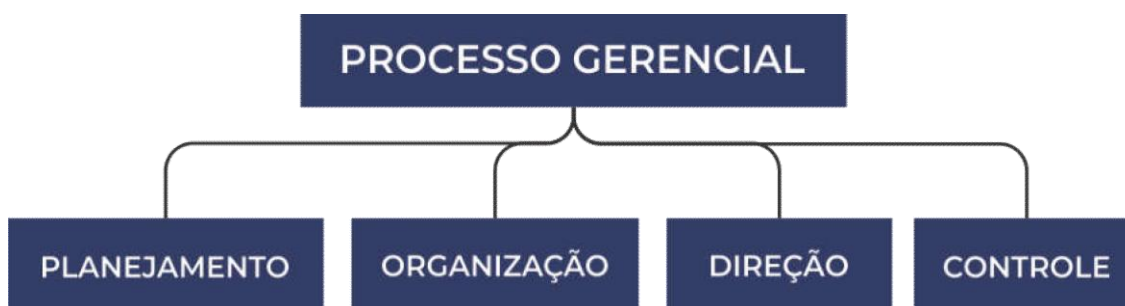 PROCESSO GERENCIAL
PLANEJAMENTO
ORGANIZAÇÃO
DIREÇÃO
CONTROLE